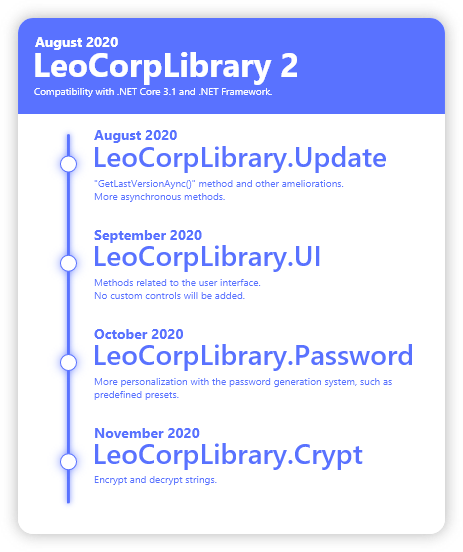 August 2020
LeoCorpLibrary 2
Compatibility with .NET Core 3.1 and .NET Framework.
August 2020
LeoCorpLibrary.Update
"GetLastVersionAync()" method and other ameliorations.
More asynchronous methods.
September 2020
LeoCorpLibrary.UI
Methods related to the user interface.
No custom controls will be added.
October 2020
LeoCorpLibrary.Password
More personalization with the password generation system, such as
predefined presets.
November 2020
LeoCorpLibrary.Crypt
Encrypt and decrypt strings.